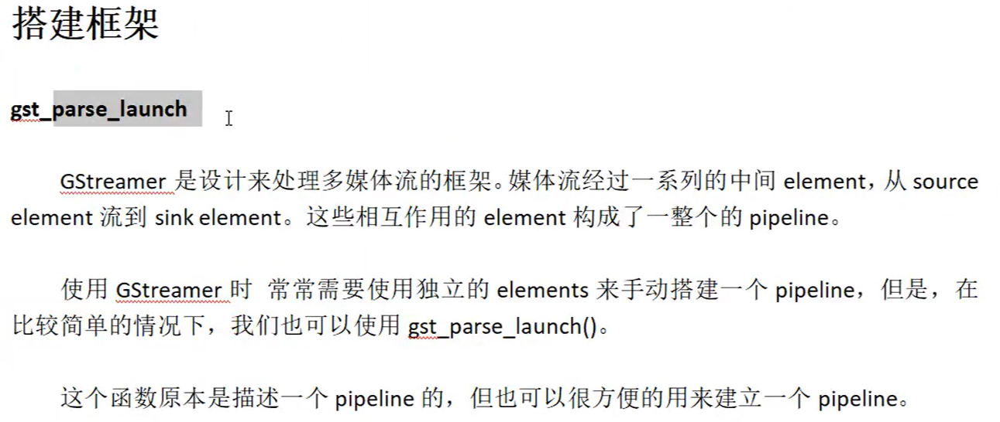 搭建框架
gst_parse_launch
GStreamer 是设计来处理多媒体流的框架。媒体流经过一系列的中间 element，从 source
element 流到 sink element。这些相互作用的 element 构成了一整个的 pipeline。
使用 GStreamer 时 常常需要使用独立的 elements 来手动搭建一个 pipeline，但是，在
比较简单的情况下，我们也可以使用 gst_parse_launch()。
这个函数原本是描述一个 pipeline 的，但也可以很方便的用来建立一个 pipeline。